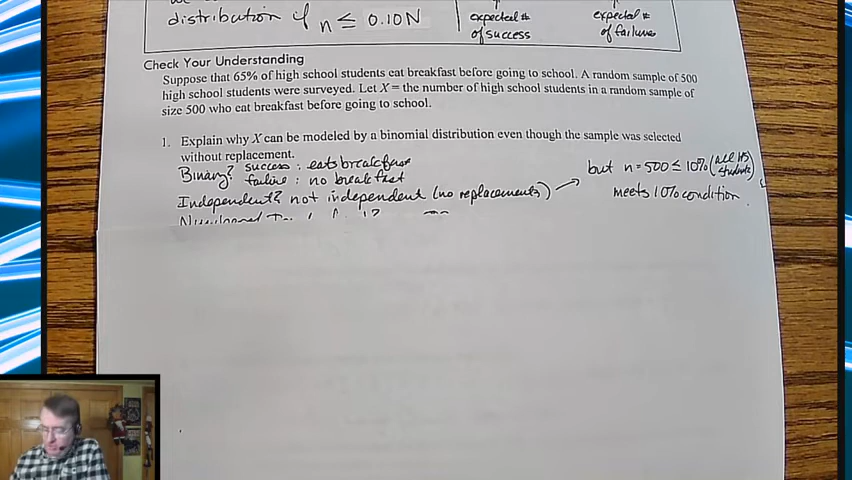 distribution if n ≤ 0.10N
expected #
of success
expected #
of failures
Check Your Understanding
Suppose that 65% of high school students eat breakfast before going to school. A random sample of 500
high school students were surveyed. Let X = the number of high school students in a random sample of
size 500 who eat breakfast before going to school.
1. Explain why X can be modeled by a binomial distribution even though the sample was selected
without replacement.
Binary? success : eats breakfast
failure : no breakfast
Independent? not independent (no replacements) → but n = 500 ≤ 10% (all HS students)
meets 10% condition.